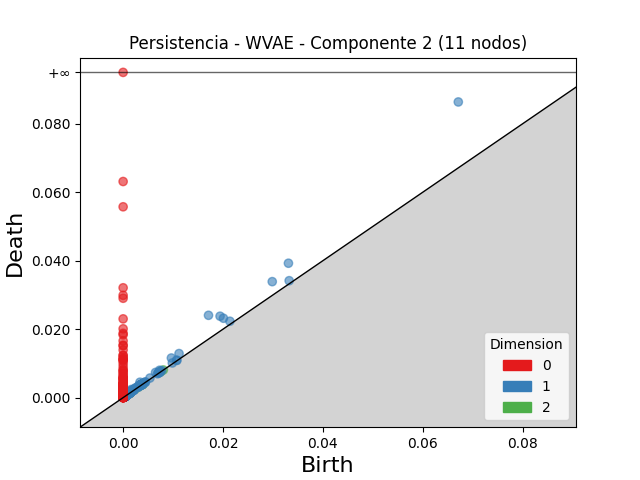 Persistencia - WVAE - Componente 2 (11 nodos)
+∞
0.080
0.060
0.040
0.020
0.000
Death
0.00 0.02 0.04 0.06 0.08
Birth
Dimension
0
1
2